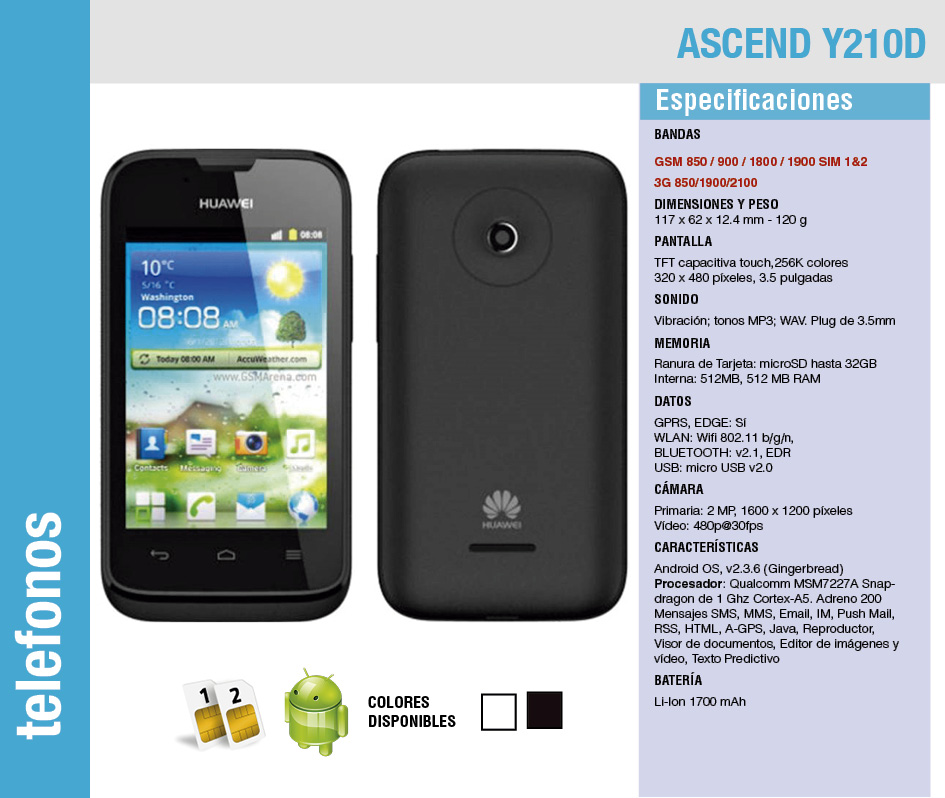 ASCEND Y210D
telefonos
HUAWEI
08:08
10°C
5/16 °C
Washington
08:08 AM
Today 08:00 AM
AccuWeather.com
www.GSMArena.com
Contacts
Messaging
Camera
HUAWEI
1
2
COLORES
DISPONIBLES
Especificaciones
BANDAS
GSM 850 / 900 / 1800 / 1900 SIM 1&2
3G 850/1900/2100
DIMENSIONES Y PESO
117 x 62 x 12.4 mm - 120 g
PANTALLA
TFT capacitiva touch,256K colores
320 x 480 pixeles, 3.5 pulgadas
SONIDO
Vibración; tonos MP3; WAV. Plug de 3.5mm
MEMORIA
Ranura de Tarjeta: microSD hasta 32GB
Interna: 512MB, 512 MB RAM
DATOS
GPRS, EDGE: Sí
WLAN: Wifi 802.11 b/g/n,
BLUETOOTH: v2.1, EDR
USB: micro USB v2.0
CÁMARA
Primaria: 2 MP, 1600 x 1200 píxeles
Vídeo: 480p@30fps
CARACTERÍSTICAS
Android OS, v2.3.6 (Gingerbread)
Procesador: Qualcomm MSM7227A Snap-
dragon de 1 Ghz Cortex-A5. Adreno 200
Mensajes SMS, MMS, Email, IM, Push Mail,
RSS, HTML, A-GPS, Java, Reproductor,
Visor de documentos, Editor de imágenes y
vídeo, Texto Predictivo
BATERÍA
Li-Ion 1700 mAh